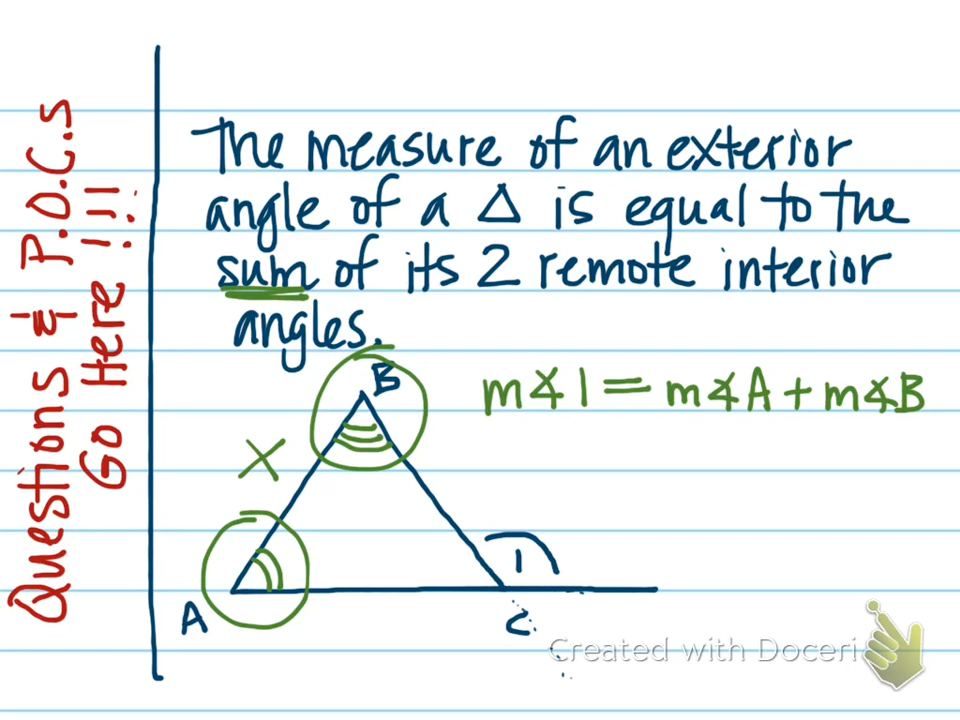 Questions & P.O.C.s
Go Here !!!
The measure of an exterior
angle of a △ is equal to the
sum of its 2 remote interior
angles.
B
m∡1 = m∡A + m∡B
X
1
A
C
Created with Doceri